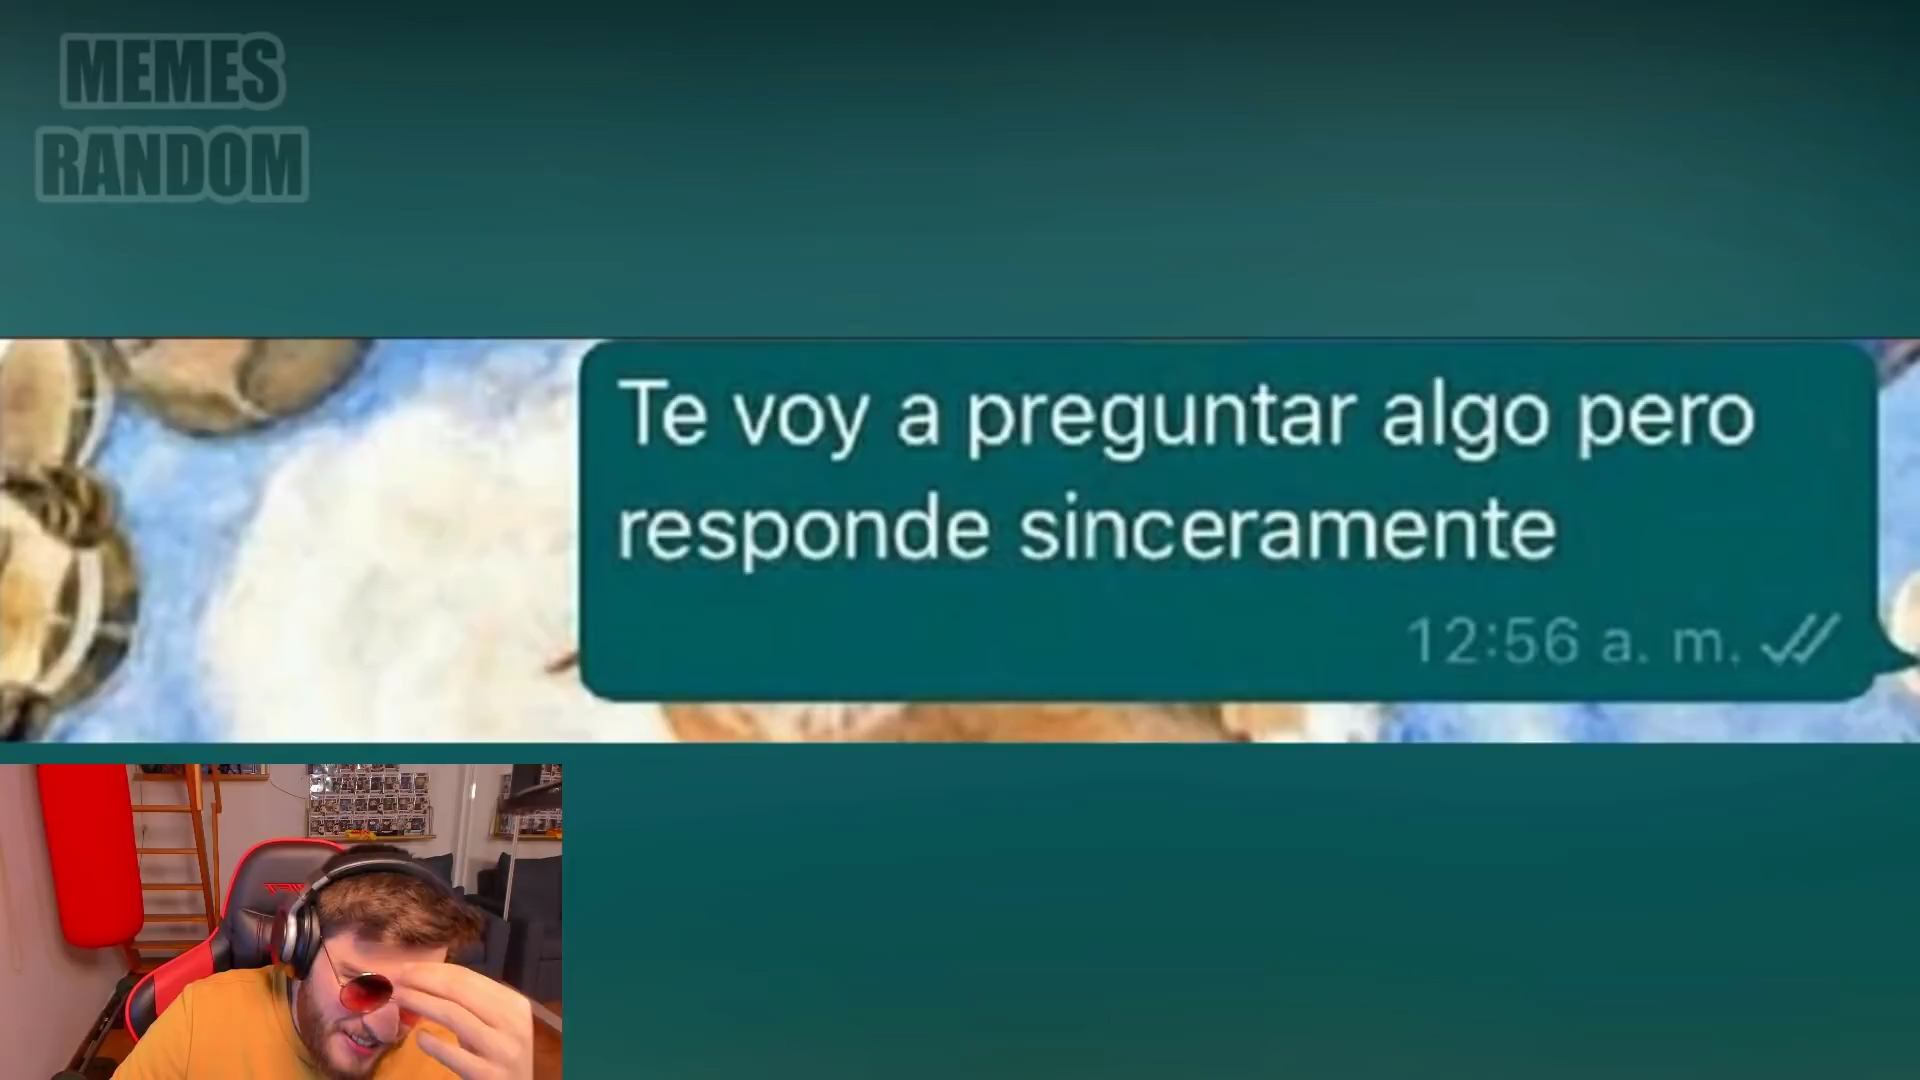 MEMES
RANDOM
Te voy a preguntar algo pero
responde sinceramente
12:56 a. m.